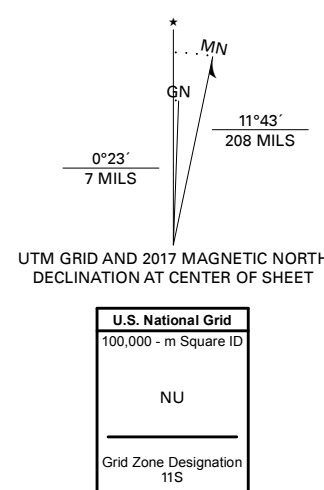 ★
MN
GN
11°43´
208 MILS
0°23´
7 MILS
UTM GRID AND 2017 MAGNETIC NORTH
DECLINATION AT CENTER OF SHEET
U.S. National Grid
100,000 - m Square ID
NU
Grid Zone Designation
11S